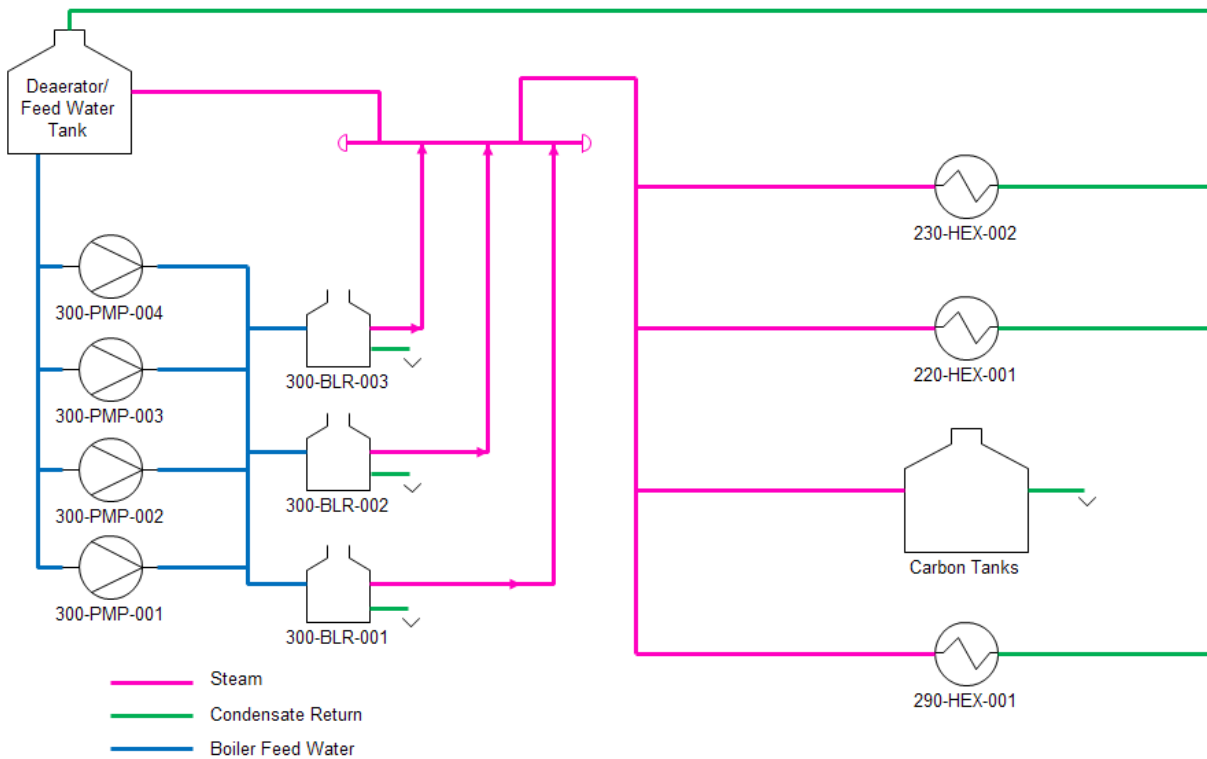 Deaerator/
Feed Water
Tank
230-HEX-002
300-PMP-004
300-BLR-003
220-HEX-001
300-PMP-003
300-BLR-002
300-PMP-002
Carbon Tanks
300-PMP-001
300-BLR-001
290-HEX-001
Steam
Condensate Return
Boiler Feed Water